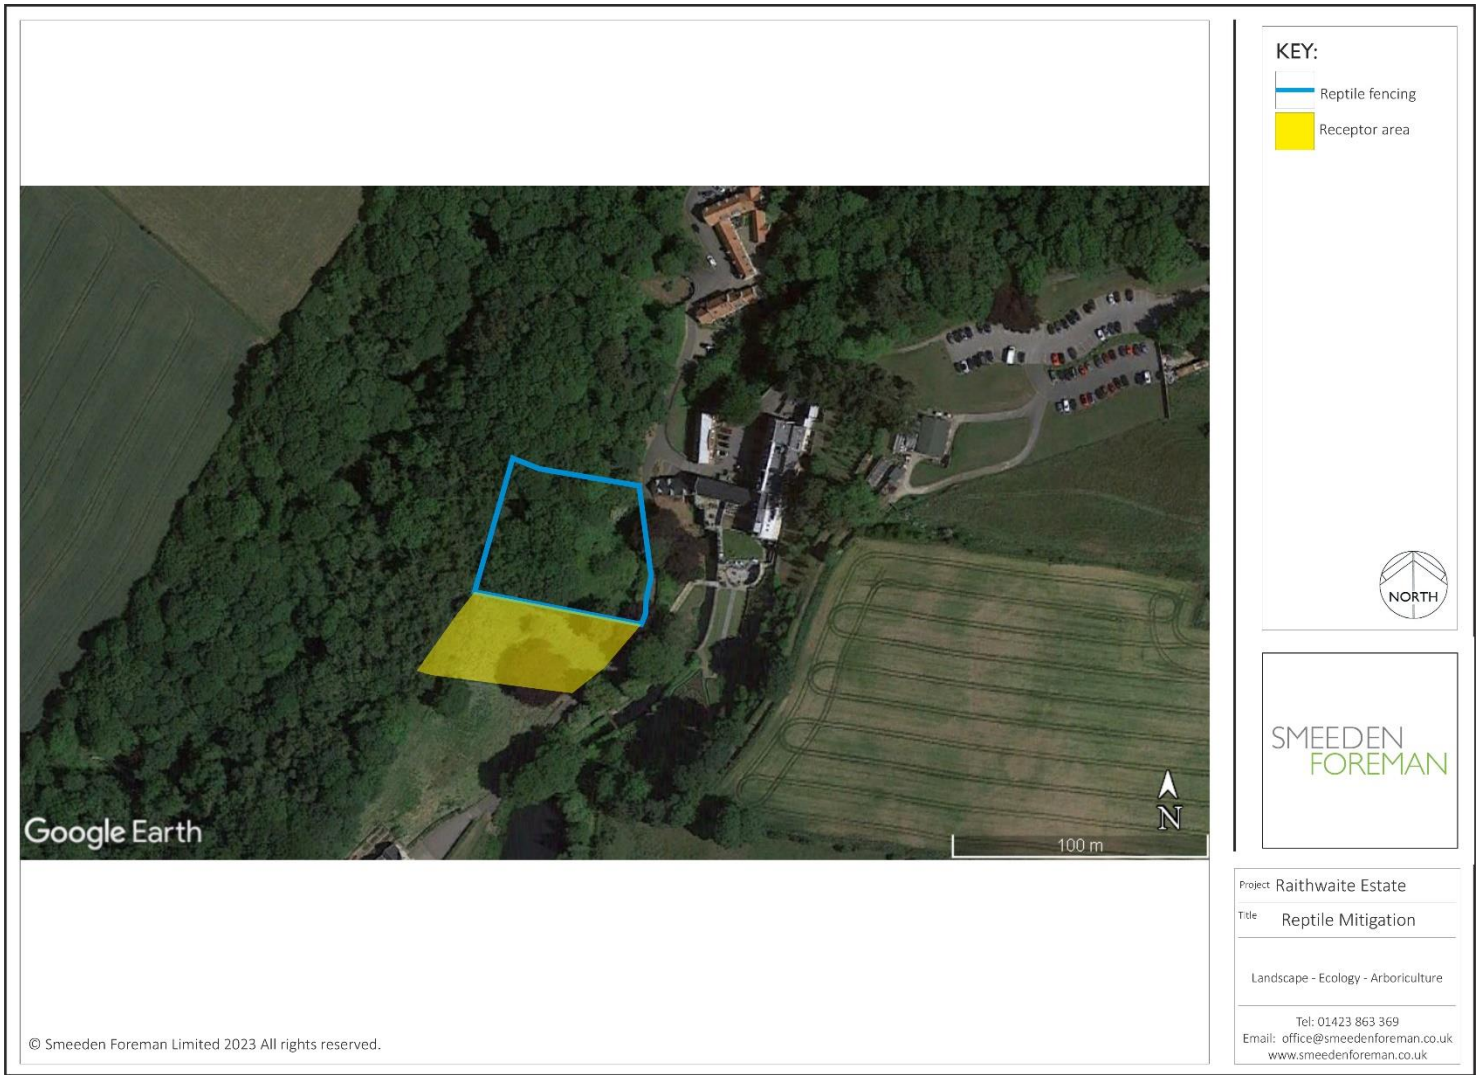 KEY:
Reptile fencing
Receptor area
NORTH
SMEEDEN
FOREMAN
N
100 m
Google Earth
Project Raithwaite Estate
Title Reptile Mitigation
Landscape - Ecology - Arboriculture
Tel: 01423 863 369
Email: office@smeedenforeman.co.uk
www.smeedenforeman.co.uk
© Smeeden Foreman Limited 2023 All rights reserved.